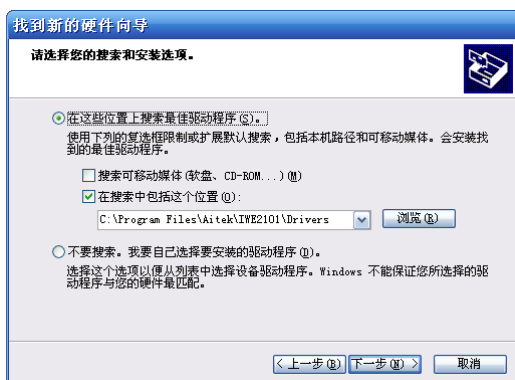 找到新的硬件向导
请选择您的搜索和安装选项。
在这些位置上搜索最佳驱动程序(S)。
使用下列的复选框限制或扩展默认搜索，包括本机路径和可移动媒体。会安装找
到的最佳驱动程序。
搜索可移动媒体(软盘、CD-ROM...)(M)
在搜索中包括这个位置(O):
C:\Program Files\Aitek\IWE2101\Drivers
浏览(R)
不要搜索。我要自己选择要安装的驱动程序(D)。
选择这个选项以便从列表中选择设备驱动程序。Windows 不能保证您所选择的驱
动程序与您的硬件最匹配。
< 上一步(B) 下一步(N) > 取消